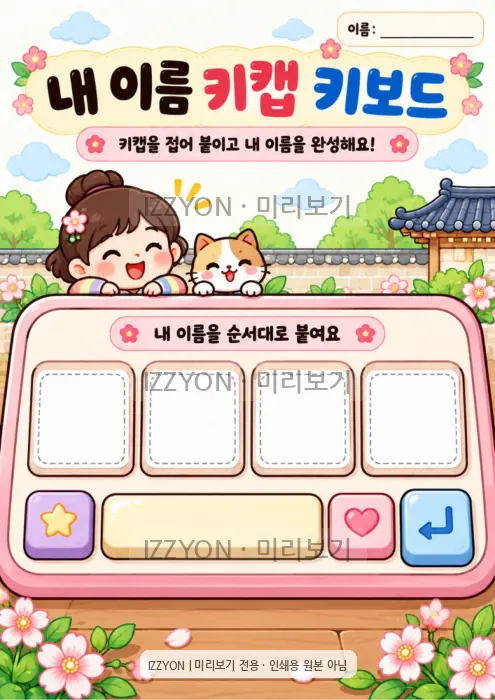 이름:
내 이름 키캡 키보드
키캡을 접어 붙이고 내 이름을 완성해요!
IZZYON · 미리보기
내 이름을 순서대로 붙여요
IZZYON · 미리보기
IZZYON · 미리보기
IZZYON | 미리보기 전용 · 인쇄용 원본 아님